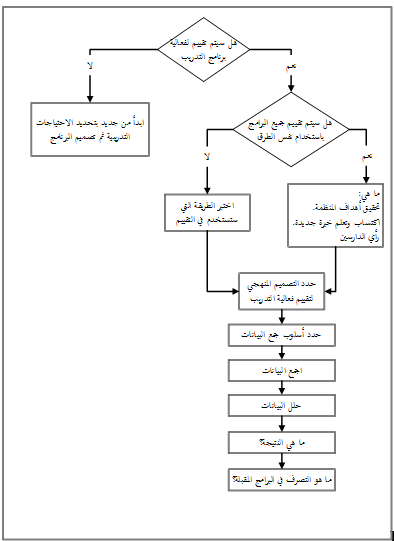 هل سيتم تقييم لفعالية
برنامج التدريب
لا
نعم
ابدأ من جديد بتحديد الاحتياجات
التدريبية ثم تصميم البرنامج
هل سيتم تقييم جميع البرامج
باستخدام نفس الطرق
لا
نعم
اختبر الطريقة التي
ستستخدم في التقييم
ما هي:
تحقيق أهداف المنظمة.
اكتساب وتعلم خبرة جديدة.
رأي الدارسين
حدد التصميم المنهجي
لتقييم فعالية التدريب
حدد أسلوب جمع البيانات
اجمع البيانات
حلل البيانات
ما هي النتيجة؟
ما هو التصرف في البرامج المقبلة؟